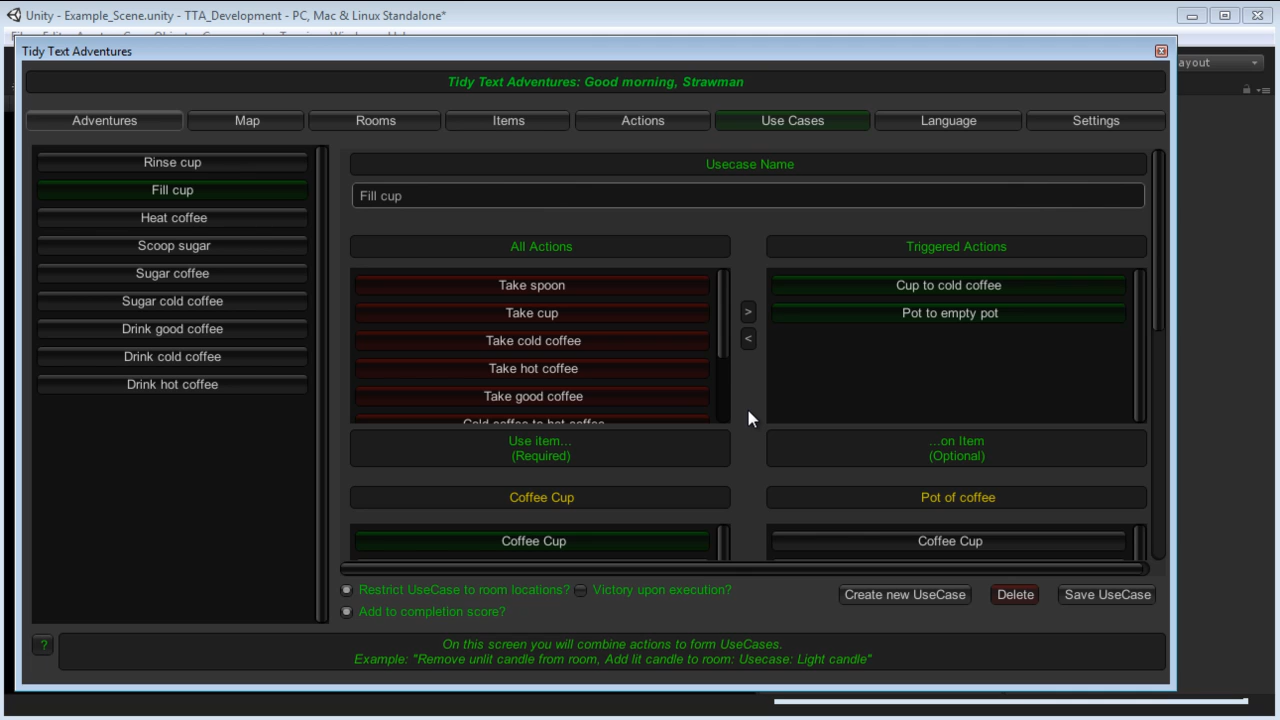 Unity - Example_Scene.unity - TTA_Development - PC, Mac & Linux Standalone*
Tidy Text Adventures
ayout
Tidy Text Adventures: Good morning, Strawman
Adventures
Map
Rooms
Items
Actions
Use Cases
Language
Settings
Rinse cup
Fill cup
Heat coffee
Scoop sugar
Sugar coffee
Sugar cold coffee
Drink good coffee
Drink cold coffee
Drink hot coffee
Usecase Name
Fill cup
All Actions
Take spoon
Take cup
Take cold coffee
Take hot coffee
Take good coffee
Cold coffee to hot coffee
>
<
Triggered Actions
Cup to cold coffee
Pot to empty pot
Use item...
(Required)
...on Item
(Optional)
Coffee Cup
Pot of coffee
Coffee Cup
Coffee Cup
Restrict UseCase to room locations?
Victory upon execution?
Add to completion score?
Create new UseCase
Delete
Save UseCase
?
On this screen you will combine actions to form UseCases.
Example: "Remove unlit candle from room, Add lit candle to room: Usecase: Light candle"